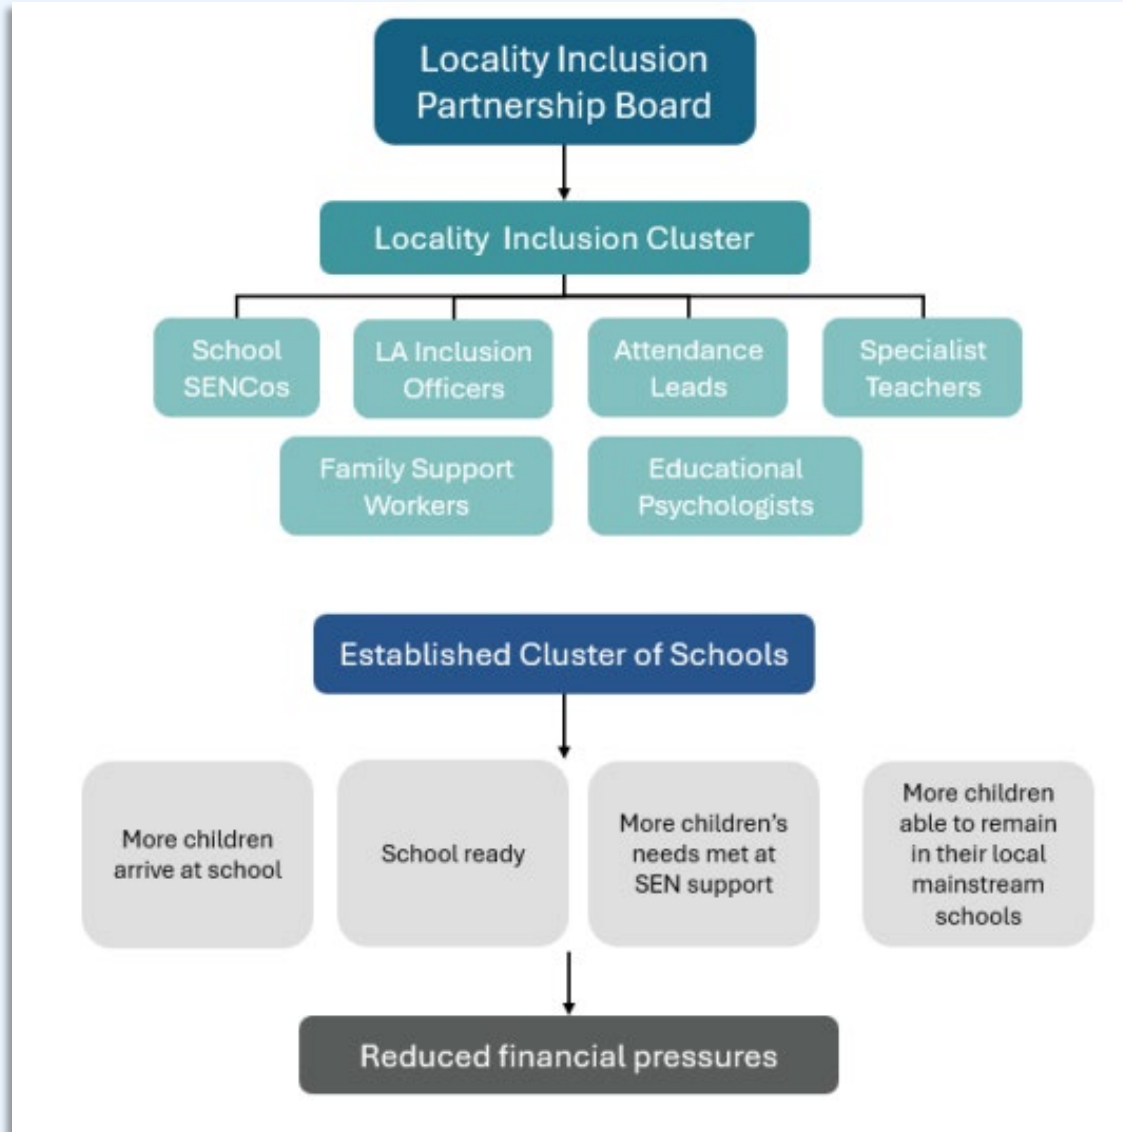 Locality Inclusion
Partnership Board
Locality Inclusion Cluster
School
SENCos
LA Inclusion
Officers
Attendance
Leads
Specialist
Teachers
Family Support
Workers
Educational
Psychologists
Established Cluster of Schools
More children
arrive at school
School ready
More children's
needs met at
SEN support
More children
able to remain
in their local
mainstream
schools
Reduced financial pressures